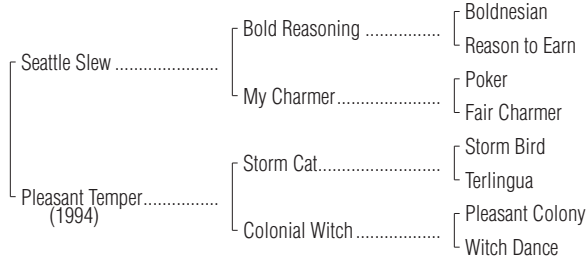 Boldnesian
Bold Reasoning ..................
Reason to Earn
Seattle Slew .........................
Poker
My Charmer.........................
Fair Charmer
Storm Bird
Storm Cat.............................
Terlingua
Pleasant Temper..................
(1994)
Pleasant Colony
Colonial Witch ....................
Witch Dance